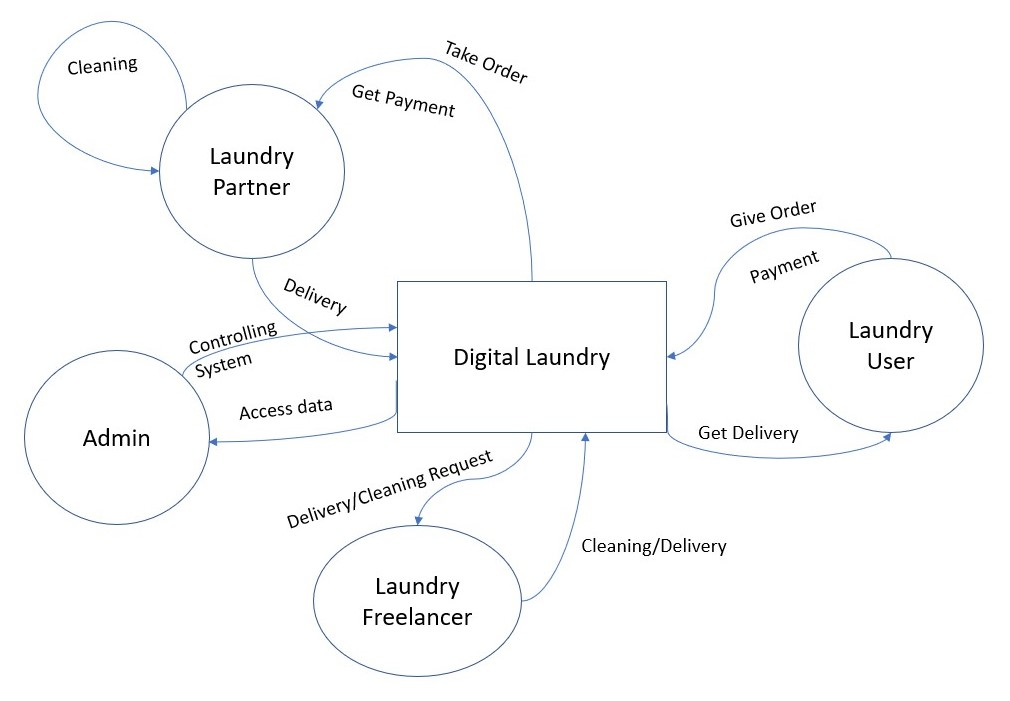 Cleaning
Take Order
Get Payment
Laundry
Partner
Give Order
Payment
Delivery
Controlling
System
Digital Laundry
Laundry
User
Access data
Admin
Get Delivery
Delivery/Cleaning Request
Cleaning/Delivery
Laundry
Freelancer